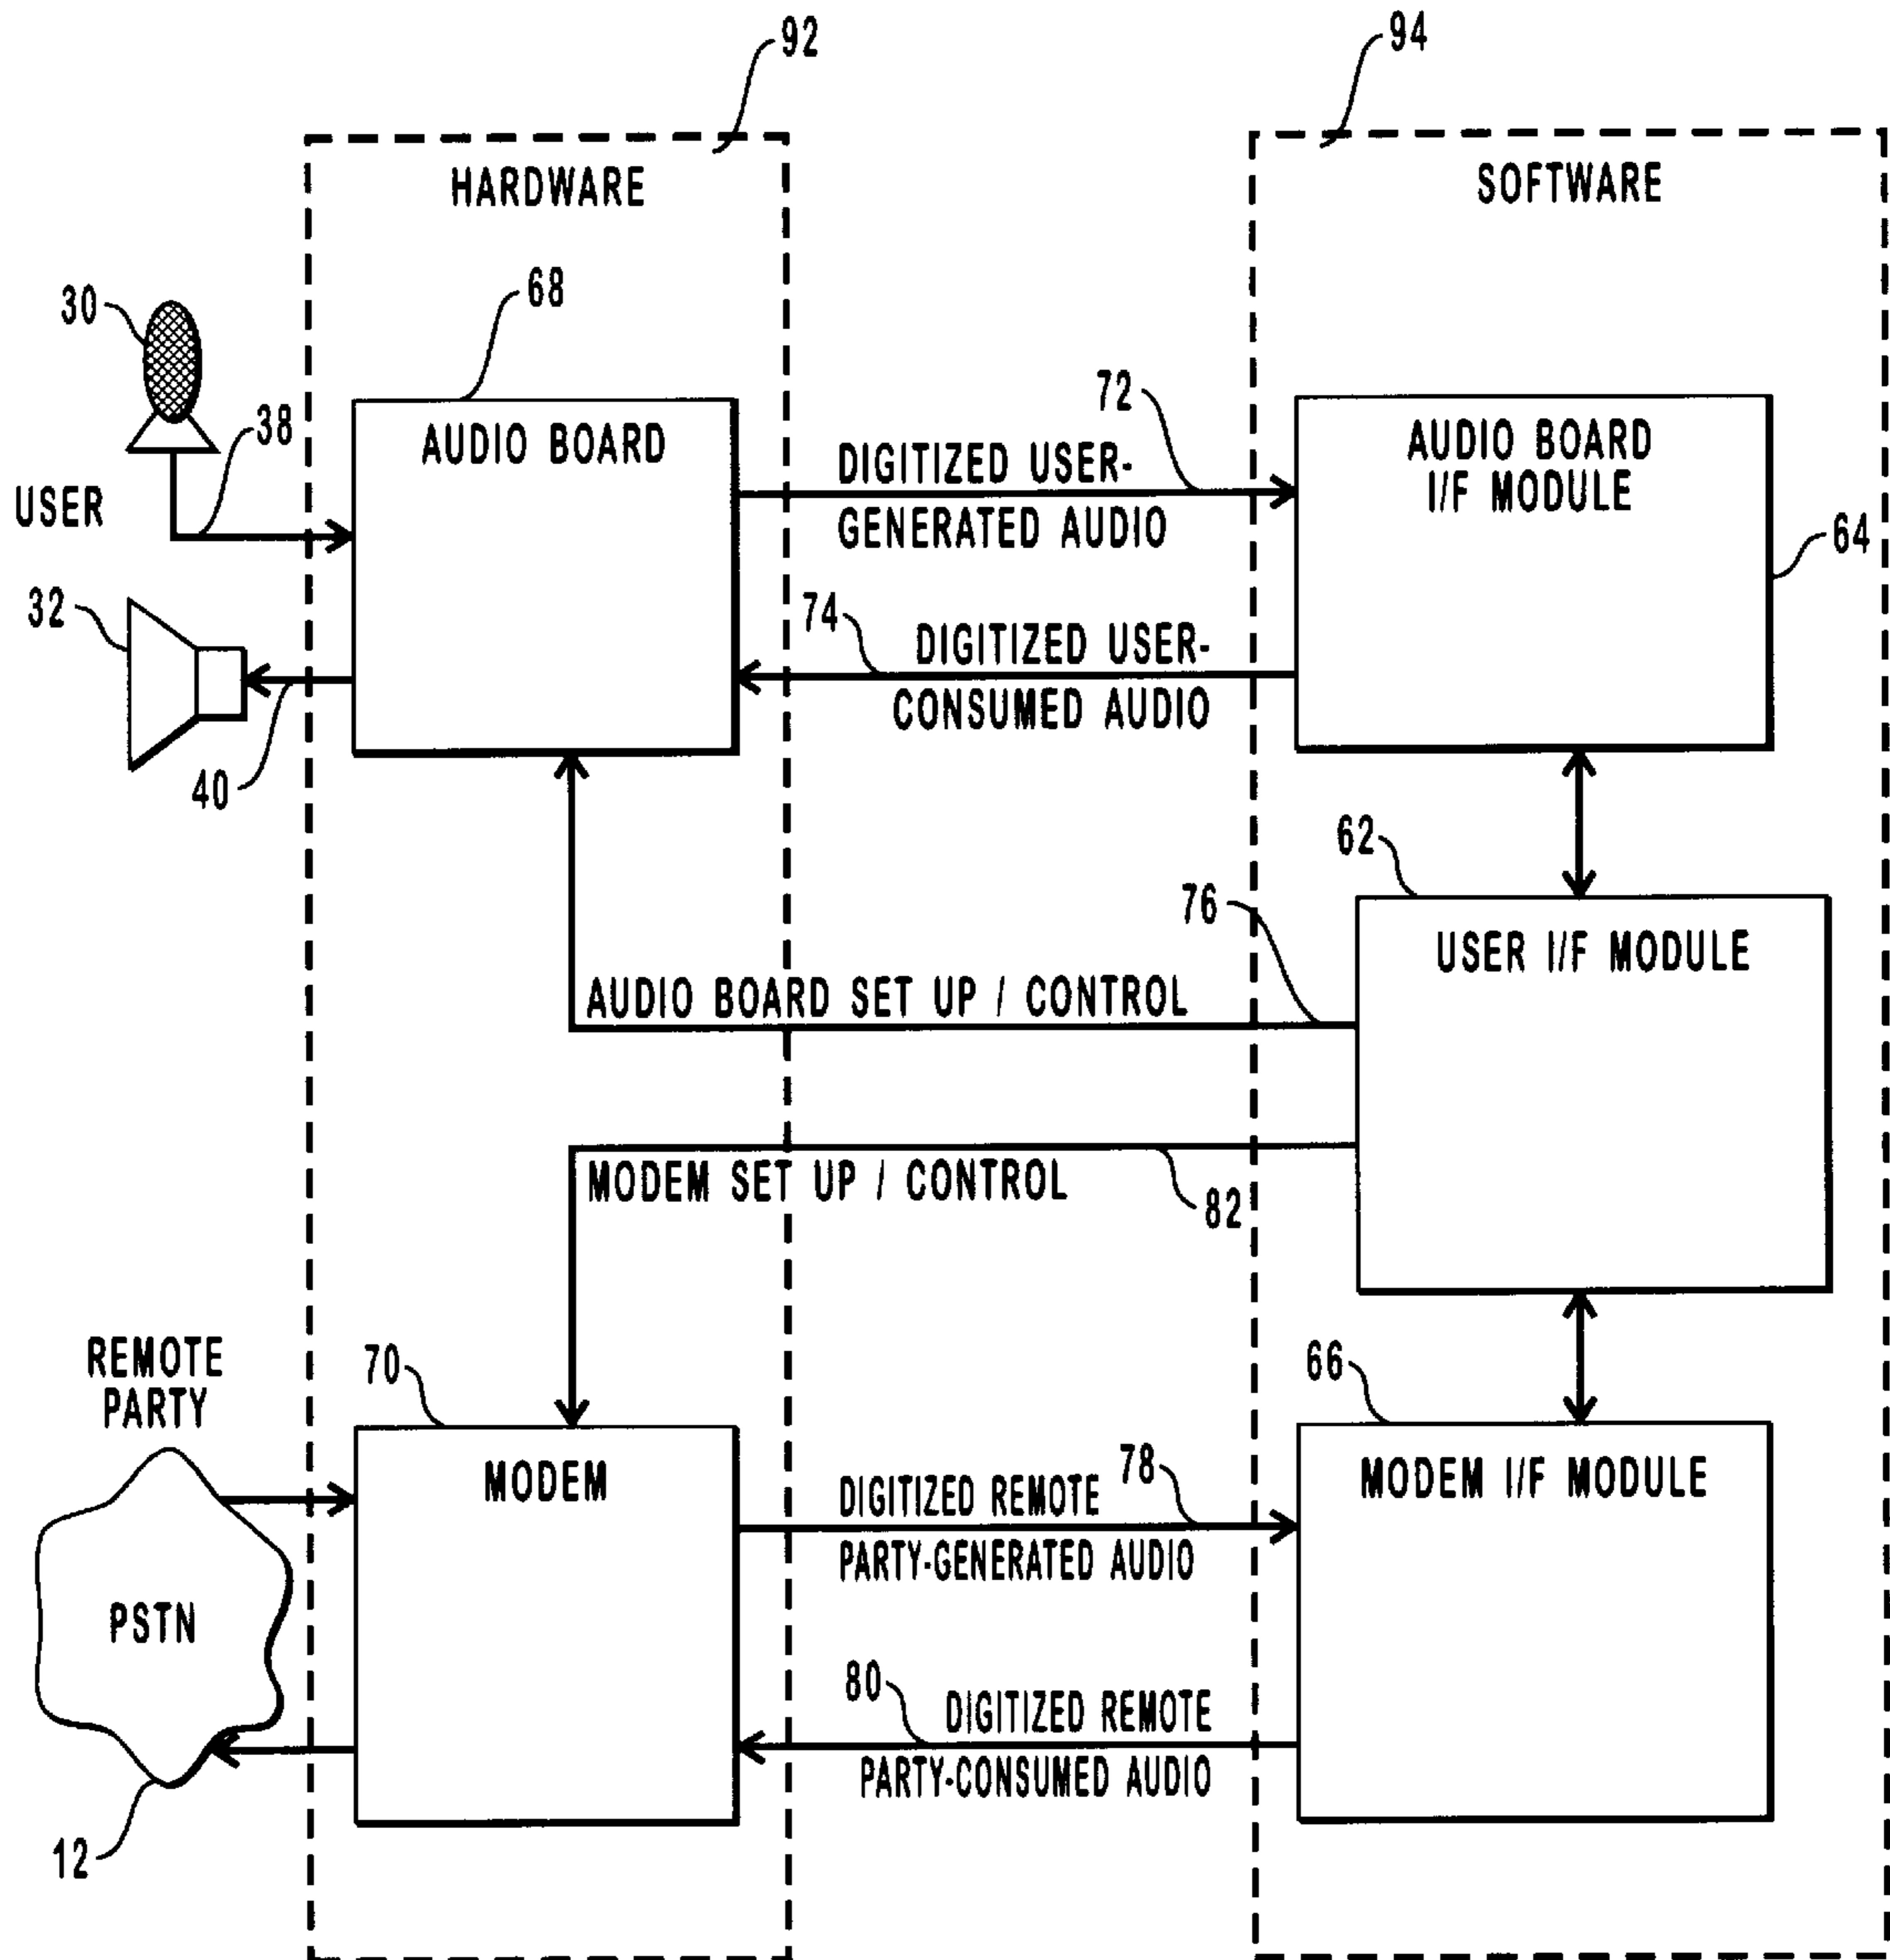 92
94
HARDWARE
SOFTWARE
30
68
38
72
AUDIO BOARD
AUDIO BOARD
I/F MODULE
DIGITIZED USER-
GENERATED AUDIO
USER
64
32
74
DIGITIZED USER-
CONSUMED AUDIO
40
62
76
USER I/F MODULE
AUDIO BOARD SET UP / CONTROL
MODEM SET UP / CONTROL
82
REMOTE
PARTY
70
66
MODEM
78
MODEM I/F MODULE
DIGITIZED REMOTE
PARTY-GENERATED AUDIO
PSTN
80
DIGITIZED REMOTE
PARTY-CONSUMED AUDIO
12